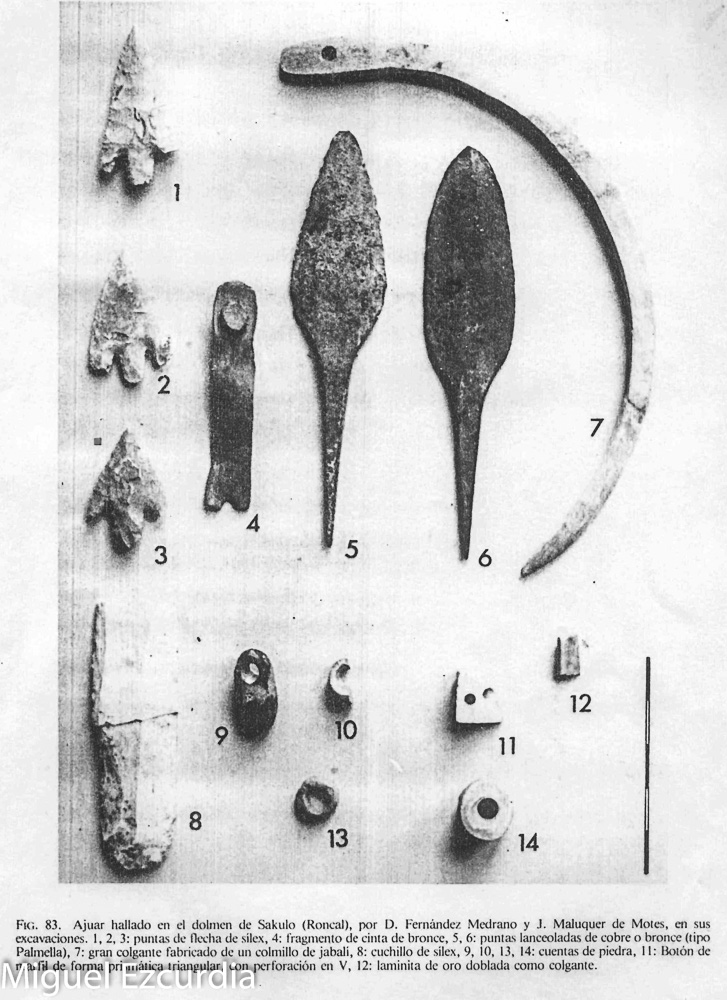 1
2
3
4
5
6
7
8
9
10
11
12
13
14
FIG. 83. Ajuar hallado en el dolmen de Sakulo (Roncal), por D. Fernández Medrano y J. Maluquer de Motes, en sus
excavaciones. 1, 2, 3: puntas de flecha de silex, 4: fragmento de cinta de bronce, 5, 6: puntas lanceoladas de cobre o bronce (tipo
Palmella), 7: gran colgante fabricado de un colmillo de jabali, 8: cuchillo de silex, 9, 10, 13, 14: cuentas de piedra, 11: Botón de
marfil de forma prismática triangular, con perforación en V, 12: laminita de oro doblada como colgante.
Miguel Ezcurdia